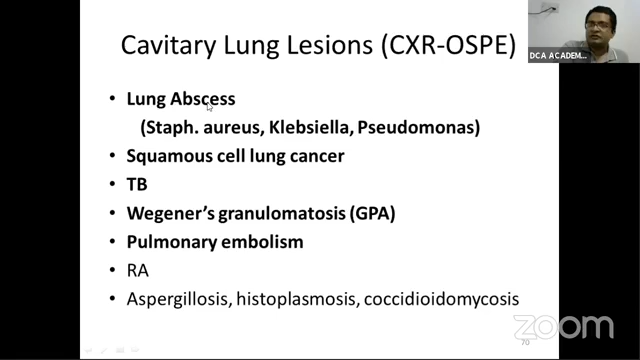 Cavitary Lung Lesions (CXR-OSPE)
DCA ACADEM...
• Lung Abscess
(Staph. aureus, Klebsiella, Pseudomonas)
• Squamous cell lung cancer
• TB
• Wegener's granulomatosis (GPA)
• Pulmonary embolism
• RA
• Aspergillosis, histoplasmosis, coccidioidomycosis
zoom
70